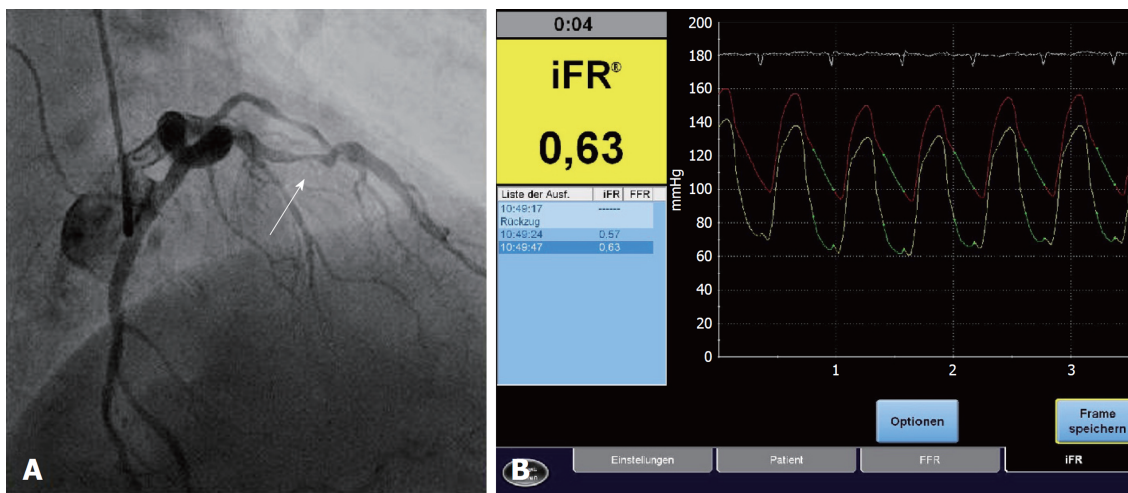 A
0:04
iFR®
0,63
Liste der Ausf. iFR FFR
10:49:17 ------
Rückzug
10:49:24 0,57
10:49:47 0,63
mmHg
200
180
160
140
120
100
80
60
40
20
0
1 2 3
Optionen
Frame
speichern
B
Einstellungen Patient FFR iFR